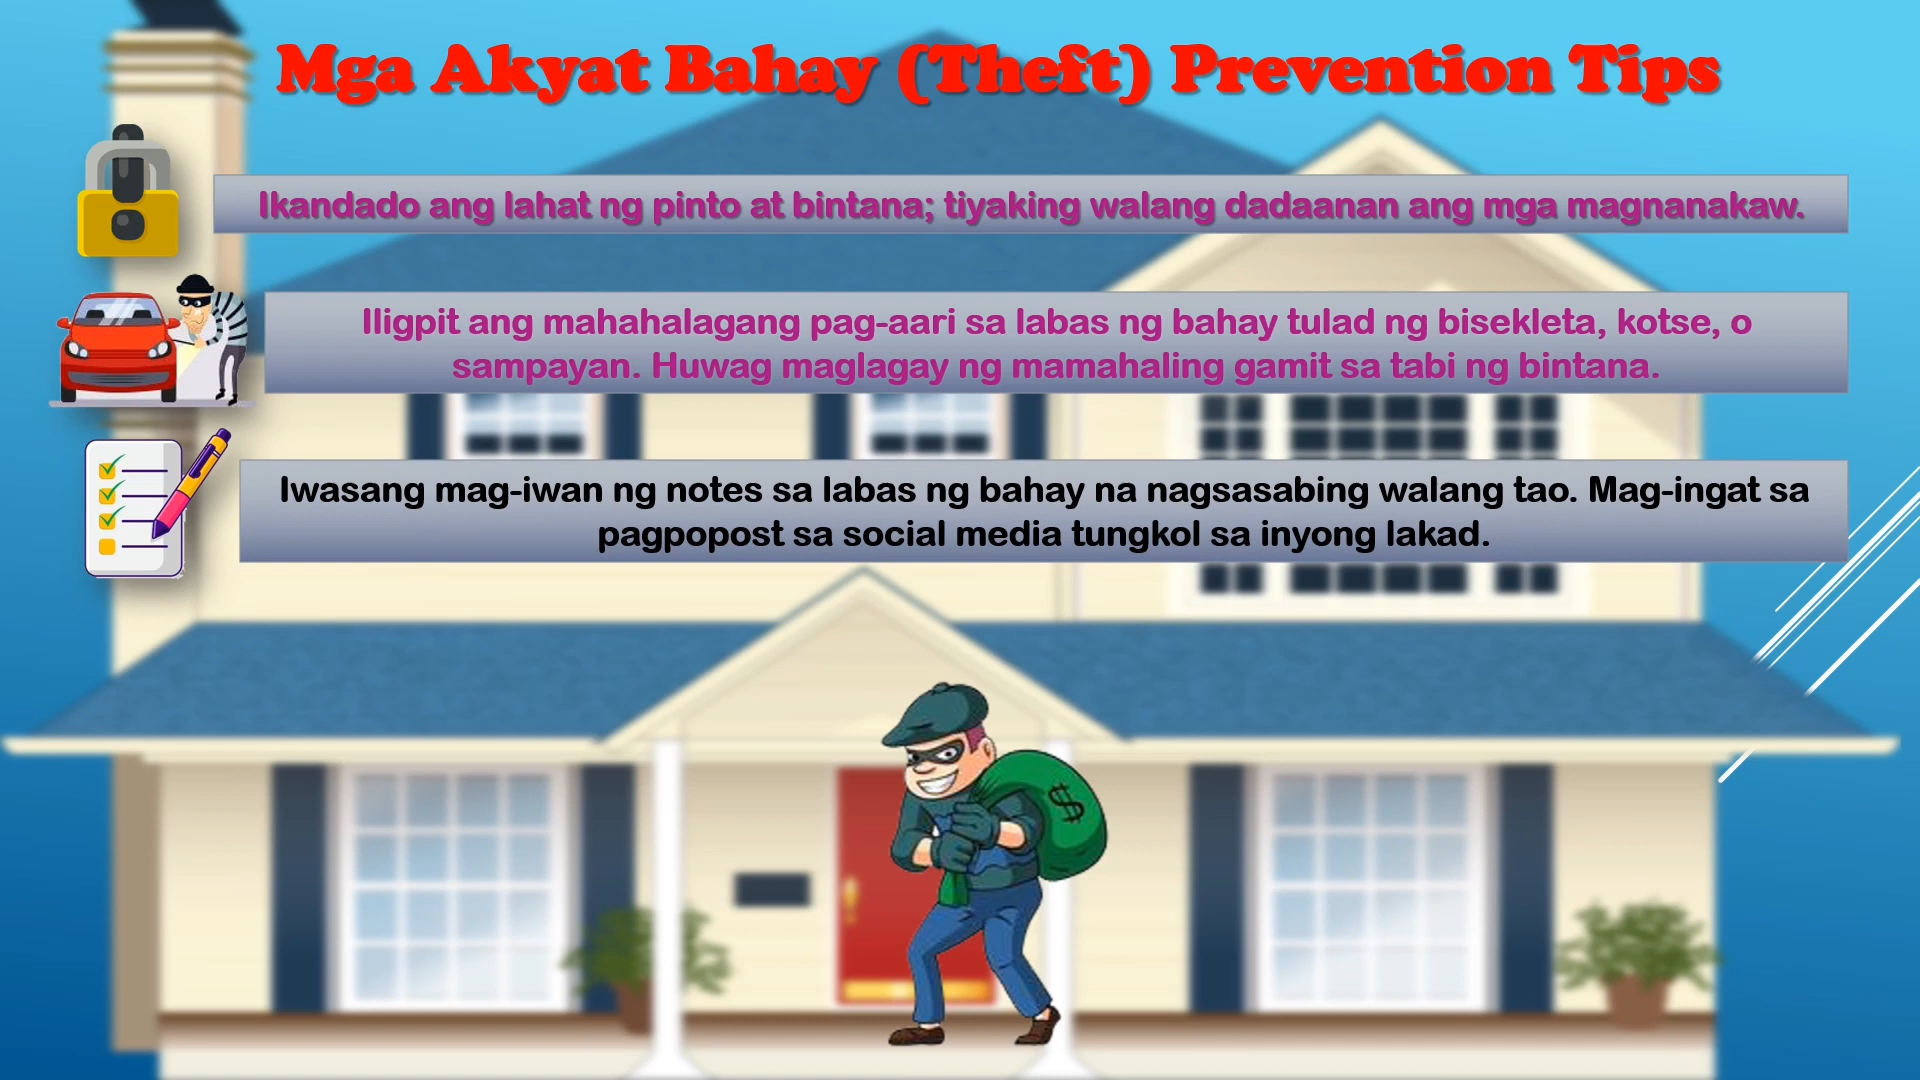 Mga Akyat Bahay (Theft) Prevention Tips
Ikandado ang lahat ng pinto at bintana; tiyaking walang dadaanan ang mga magnanakaw.
Iligpit ang mahahalagang pag-aari sa labas ng bahay tulad ng bisekleta, kotse, o
sampayan. Huwag maglagay ng mamahaling gamit sa tabi ng bintana.
Iwasang mag-iwan ng notes sa labas ng bahay na nagsasabing walang tao. Mag-ingat sa
pagpopost sa social media tungkol sa inyong lakad.
$